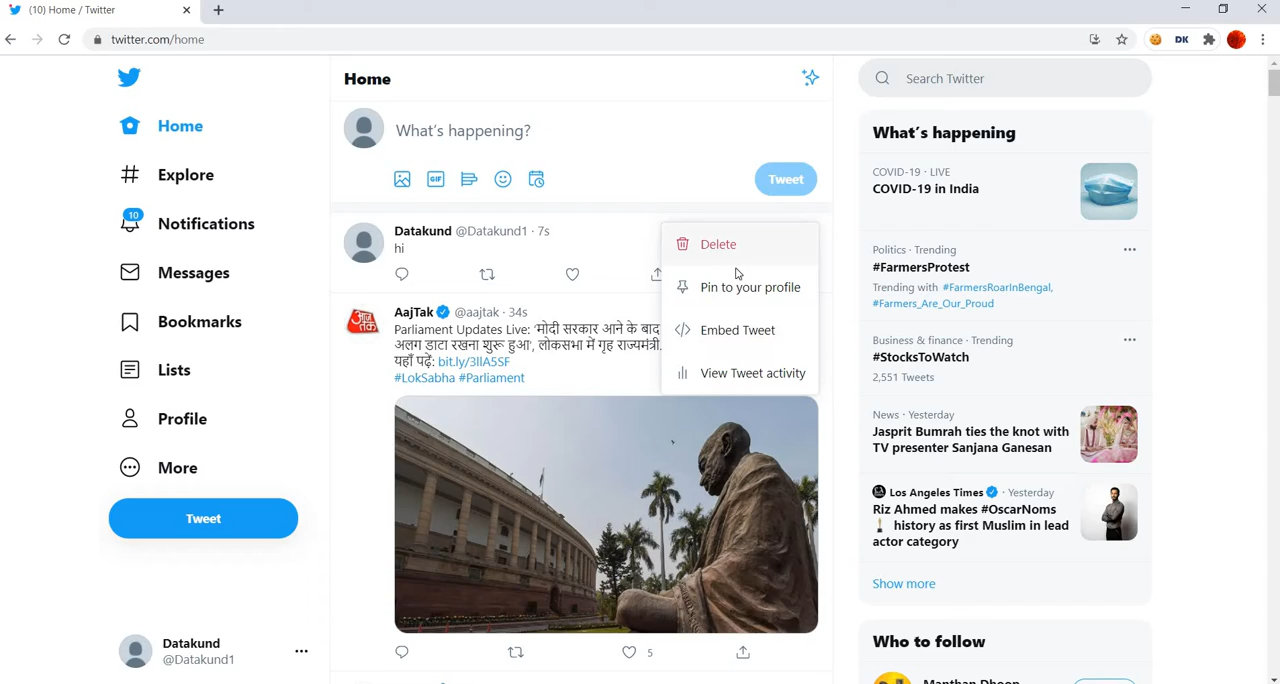 (10) Home / Twitter
twitter.com/home
DK
Home
Explore
10
Notifications
Messages
Bookmarks
Lists
Profile
More
Tweet
Datakund
@Datakund1
Home
What's happening?
GIF
Tweet
Datakund @Datakund1 · 7s
hi
Delete
Pin to your profile
Embed Tweet
View Tweet activity
आज तक
AajTak @aajtak · 34s
Parliament Updates Live: 'मोदी सरकार आने के बाद
अलग डाटा रखना शुरू हुआ', लोकसभा में गृह राज्यमंत्री.
यहाँ पढ़ें: bit.ly/3llA5SF
#LokSabha #Parliament
5
Search Twitter
What's happening
COVID-19 · LIVE
COVID-19 in India
Politics · Trending
#FarmersProtest
Trending with #FarmersRoarInBengal,
#Farmers_Are_Our_Proud
Business & finance · Trending
#StocksToWatch
2,551 Tweets
News · Yesterday
Jasprit Bumrah ties the knot with
TV presenter Sanjana Ganesan
Los Angeles Times · Yesterday
Riz Ahmed makes #OscarNoms
history as first Muslim in lead
actor category
Show more
Who to follow